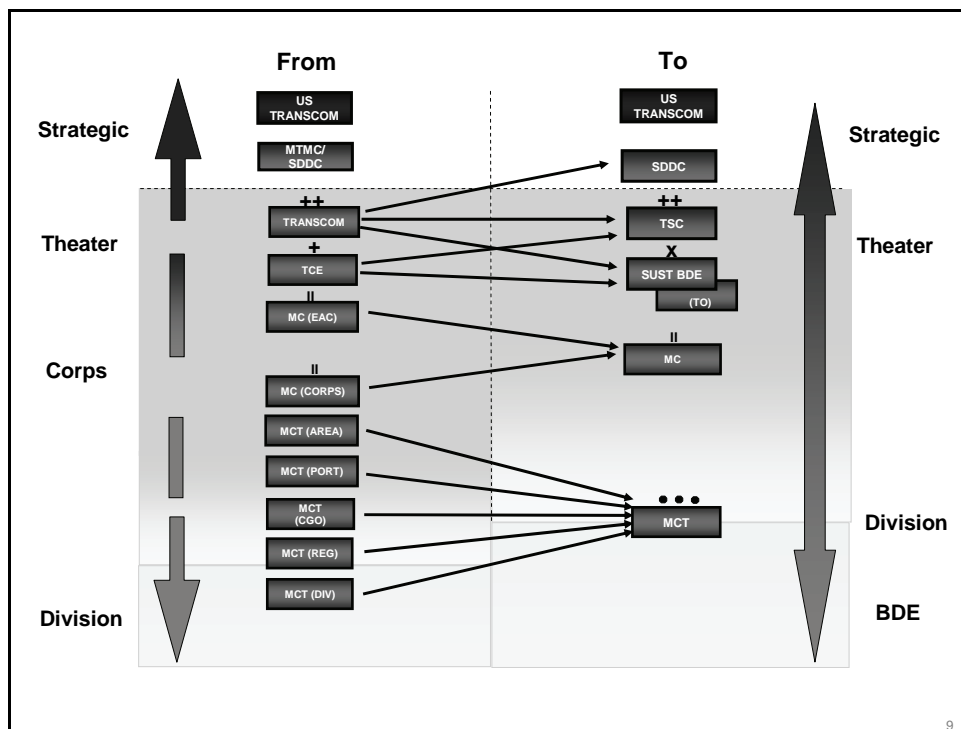 From
To
US
TRANSCOM
US
TRANSCOM
Strategic
Strategic
MTMC/
SDDC
SDDC
++
++
TRANSCOM
TSC
Theater
Theater
+
X
TCE
SUST BDE
(TO)
II
MC (EAC)
II
MC
Corps
II
MC (CORPS)
MCT (AREA)
MCT (PORT)
•••
MCT
(CGO)
MCT
Division
MCT (REG)
MCT (DIV)
Division
BDE
9